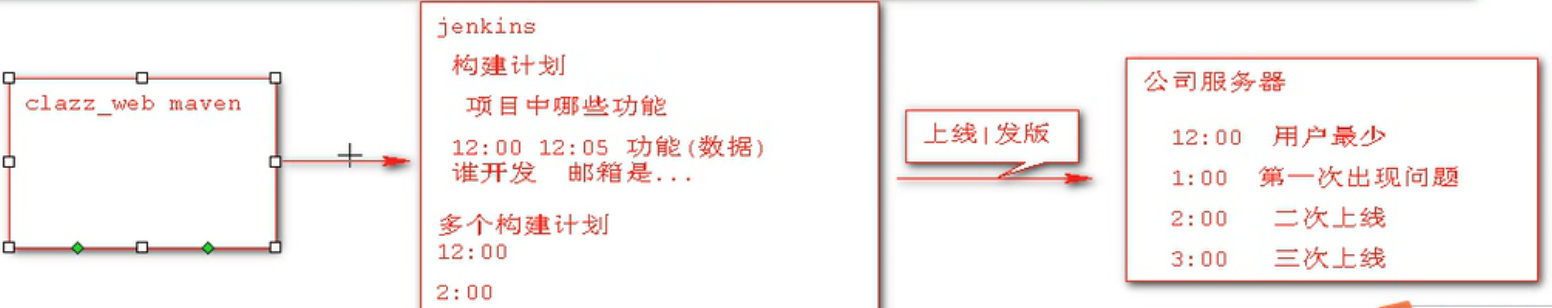 clazz_web maven
jenkins
构建计划
项目中哪些功能
12:00 12:05 功能(数据)
谁开发 邮箱是...
多个构建计划
12:00
2:00
上线|发版
公司服务器
12:00 用户最少
1:00 第一次出现问题
2:00 二次上线
3:00 三次上线